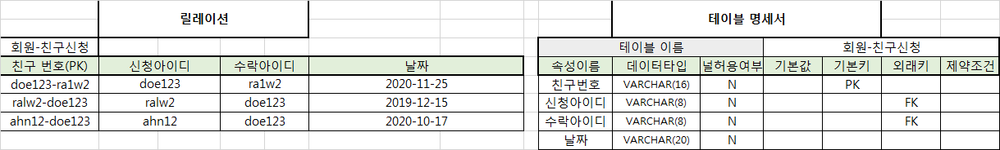 릴레이션 테이블 명세서
회원-친구신청 테이블 이름 회원-친구신청
친구 번호(PK) 신청아이디 수락아이디 날짜 속성이름 데이터타입 널허용여부 기본값 기본키 외래키 제약조건
doe123-ra1w2 doe123 ra1w2 2020-11-25 친구번호 VARCHAR(16) N PK
ralw2-doe123 ralw2 doe123 2019-12-15 신청아이디 VARCHAR(8) N FK
ahn12-doe123 ahn12 doe123 2020-10-17 수락아이디 VARCHAR(8) N FK
날짜 VARCHAR(20) N